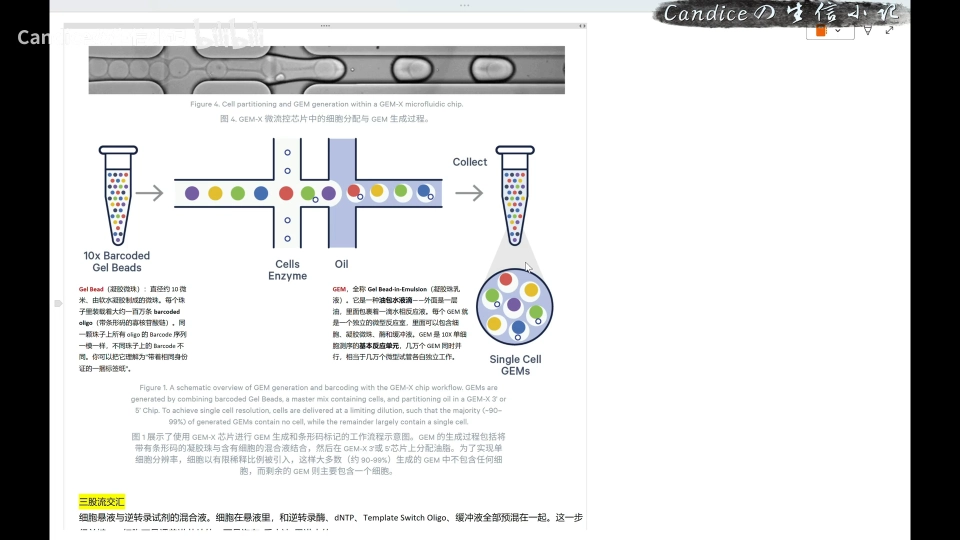 Candiceの生信小记
Can
bilibili
Figure 4. Cell partitioning and GEM generation within a GEM-X microfluidic chip.
图 4. GEM-X 微流控芯片中的细胞分配与 GEM 生成过程。
Collect
10x Barcoded
Gel Beads
Cells
Enzyme
Oil
Gel Bead（凝胶微珠）：直径约 10 微
米、由软水凝胶制成的微珠。每个珠
子里装载着大约一百万条 barcoded
oligo（带条形码的寡核苷酸链）。同
一颗珠子上所有 oligo 的 Barcode 序列
一模一样，不同珠子上的 Barcode 不
同。你可以把它理解为"带着相同身份
证的一捆标签纸"。
GEM，全称 Gel Bead-in-Emulsion（凝胶珠乳
液）。它是一种油包水液滴——外面是一层
油，里面包裹着一滴水相反应液。每个 GEM 就
是一个独立的微型反应室，里面可以包含细
胞、凝胶微珠、酶和缓冲液。GEM 是 10X 单细
胞测序的基本反应单元，几万个 GEM 同时并
行，相当于几万个微型试管各自独立工作。
Single Cell
GEMs
Figure 1. A schematic overview of GEM generation and barcoding with the GEM-X chip workflow. GEMs are
generated by combining barcoded Gel Beads, a master mix containing cells, and partitioning oil in a GEM-X 3' or
5' Chip. To achieve single cell resolution, cells are delivered at a limiting dilution, such that the majority (~90–
99%) of generated GEMs contain no cell, while the remainder largely contain a single cell.
图 1 展示了使用 GEM-X 芯片进行 GEM 生成和条形码标记的工作流程示意图。GEM 的生成过程包括将
带有条形码的凝胶珠与含有细胞的混合液结合，然后在 GEM-X 3'或 5'芯片上分配油脂。为了实现单
细胞分辨率，细胞以有限稀释比例被引入，这样大多数（约 90-99%）生成的 GEM 中不包含任何细
胞，而剩余的 GEM 则主要包含一个细胞。
三股流交汇
细胞悬液与逆转录试剂的混合液。细胞在悬液里，和逆转录酶、dNTP、Template Switch Oligo、缓冲液全部预混在一起。这一步